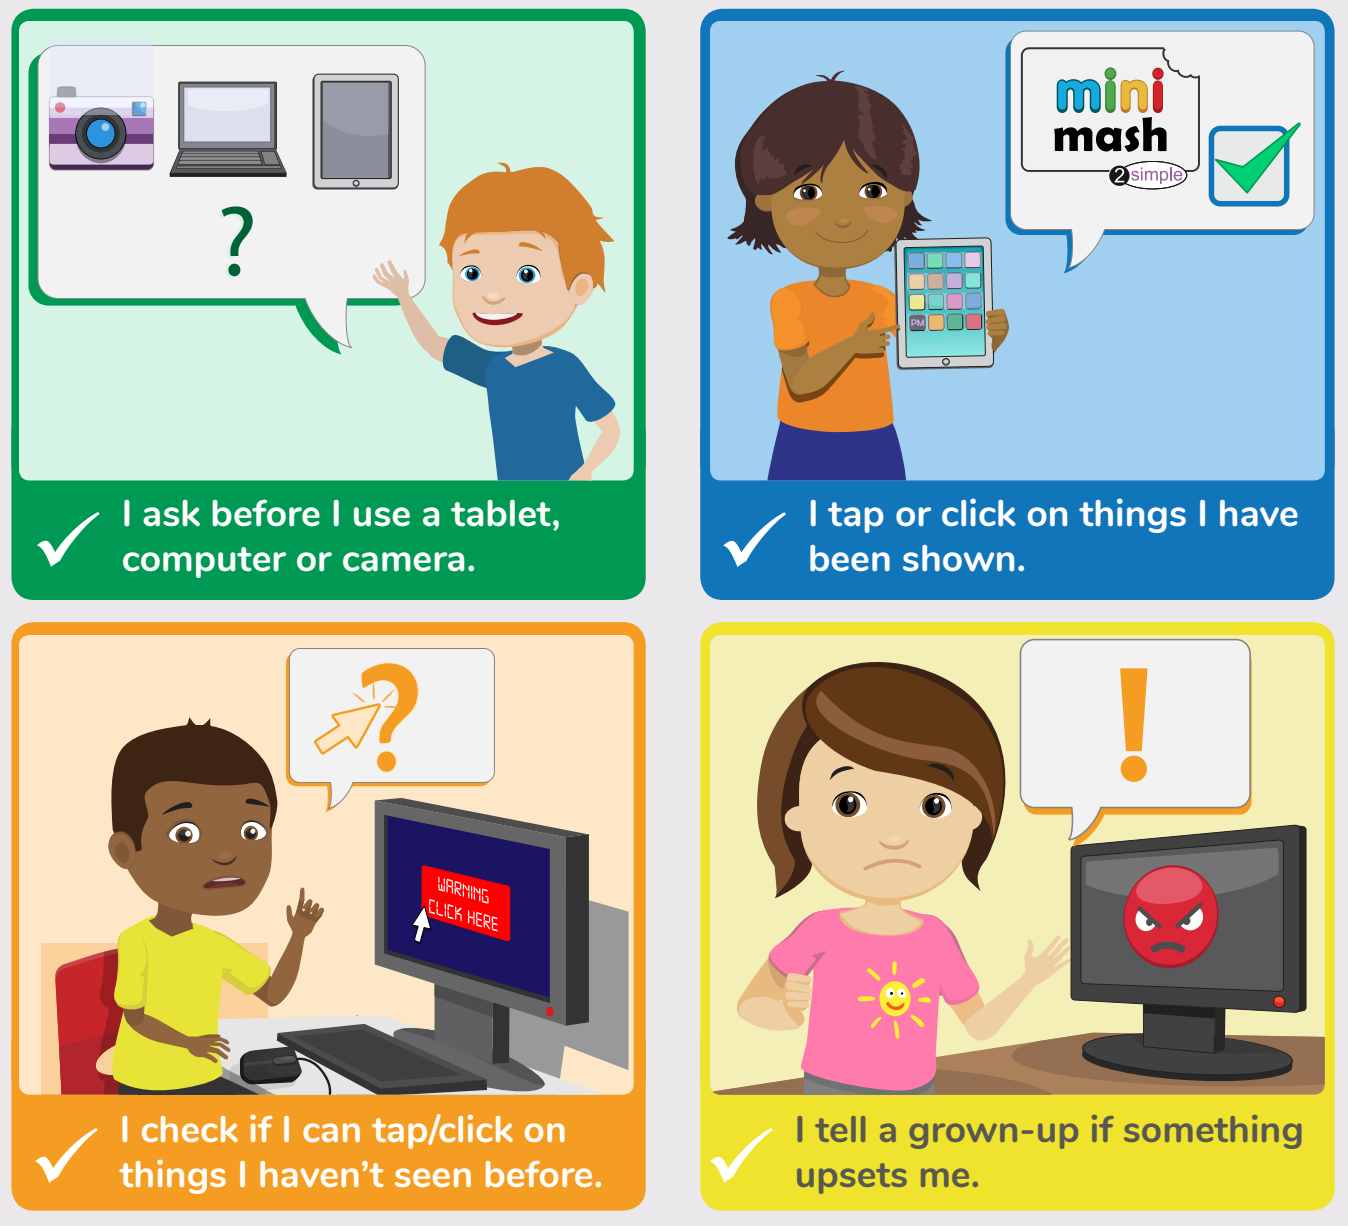 ?
mini
mash
2simple
PM
I ask before I use a tablet,
computer or camera.
I tap or click on things I have
been shown.
?
WARNING
CLICK HERE
!
I check if I can tap/click on
things I haven't seen before.
I tell a grown-up if something
upsets me.